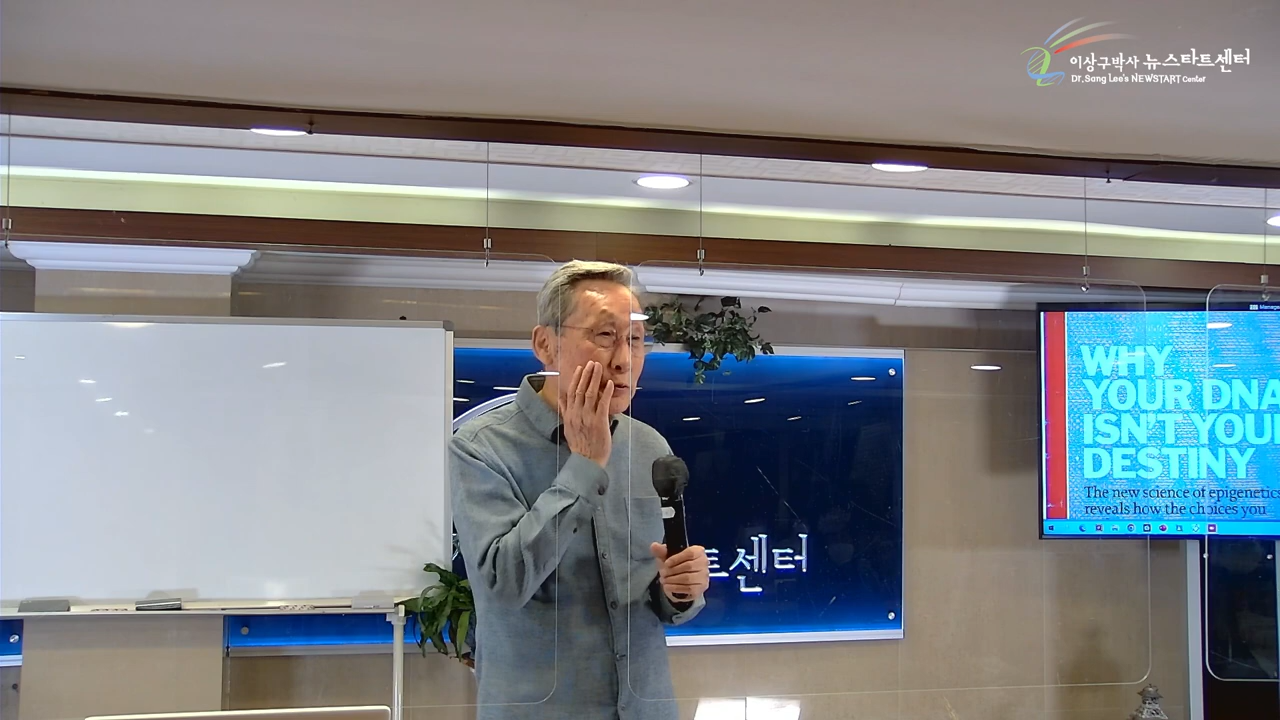 이상구박사 뉴스타트센터
Dr. Sang Lee's NEWSTART Center
WHY
YOUR DNA
ISN'T YOUR
DESTINY
The new science of epigenetics
reveals how the choices you
트센터